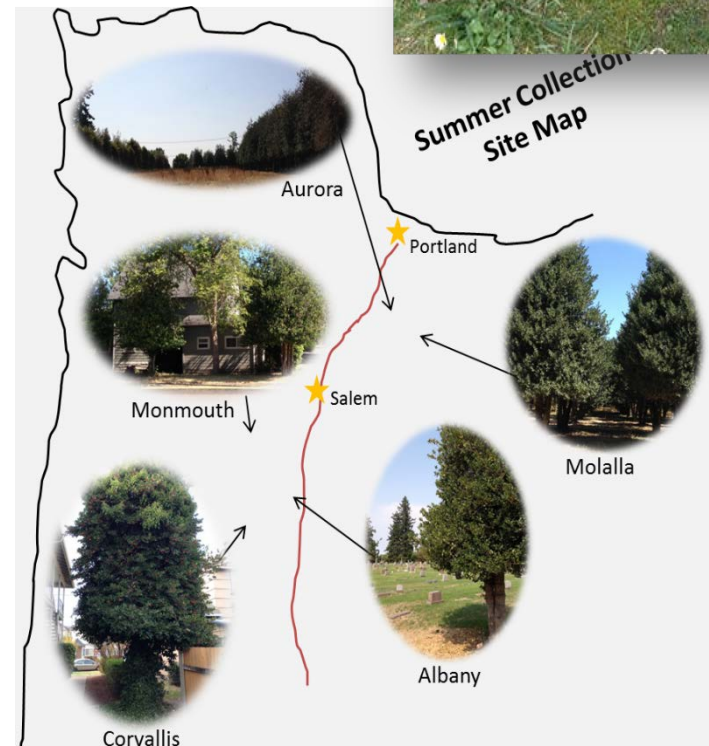 Summer Collection
Site Map
Aurora
Portland
Monmouth
Salem
Molalla
Albany
Corvallis